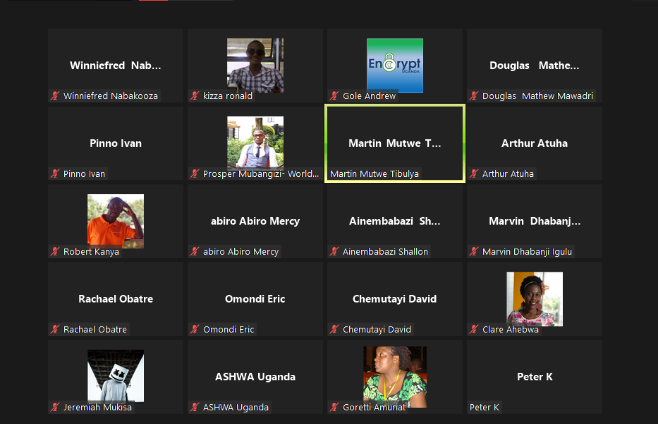 Winniefred Nab...
Winniefred Nabakooza
kizza ronald
Encrypt
Gole Andrew
Douglas Mathe...
Douglas Mathew Mawadri
Pinno Ivan
Pinno Ivan
Prosper Mubangizi- World...
Martin Mutwe T...
Martin Mutwe Tibulya
Arthur Atuha
Arthur Atuha
Robert Kanya
abiro Abiro Mercy
abiro Abiro Mercy
Ainembabazi Sh...
Ainembabazi Shallon
Marvin Dhabanj...
Marvin Dhabanji Igulu
Rachael Obatre
Rachael Obatre
Omondi Eric
Omondi Eric
Chemutayi David
Chemutayi David
Clare Ahebwa
Jeremiah Mukisa
ASHWA Uganda
ASHWA Uganda
Goretti Amuriat
Peter K
Peter K